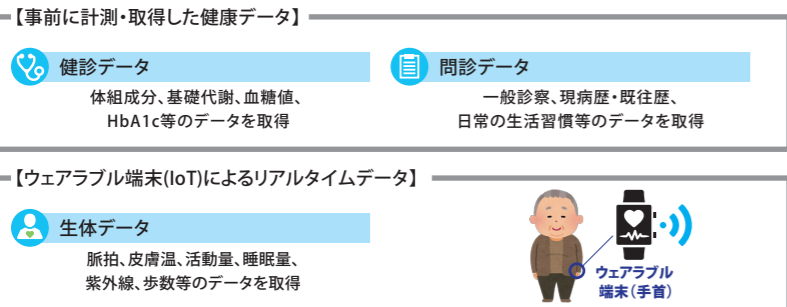 【事前に計測・取得した健康データ】
健診データ
体組成分、基礎代謝、血糖値、
HbA1c等のデータを取得
問診データ
一般診察、現病歴・既往歴、
日常の生活習慣等のデータを取得
【ウェアラブル端末(IoT)によるリアルタイムデータ】
生体データ
脈拍、皮膚温、活動量、睡眠量、
紫外線、歩数等のデータを取得
ウェアラブル
端末(手首)